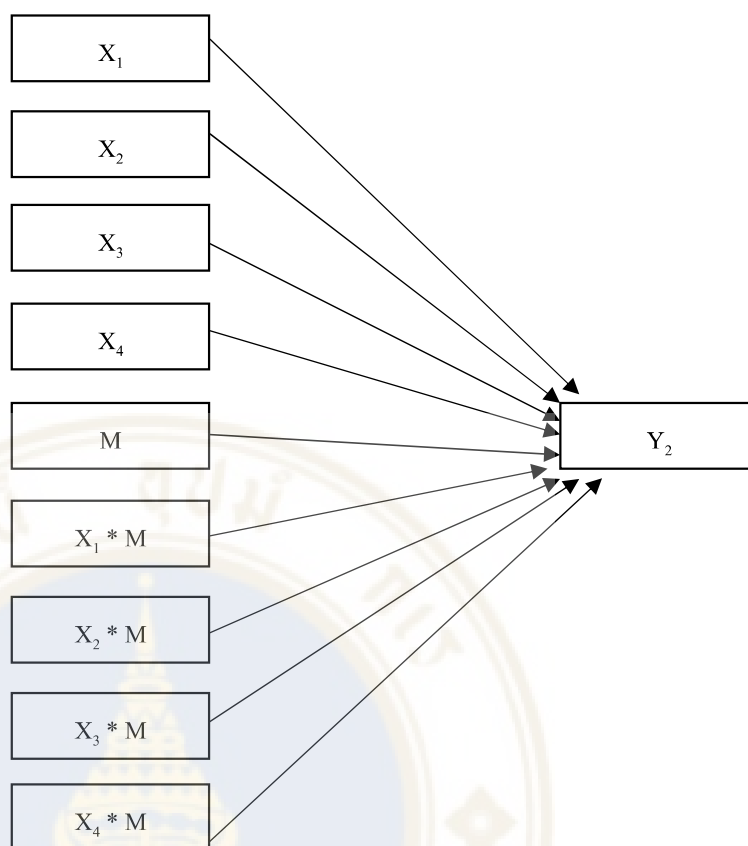 X₁
X₂
X₃
X₄
M
X₁ * M
X₂ * M
X₃ * M
X₄ * M
Y₂